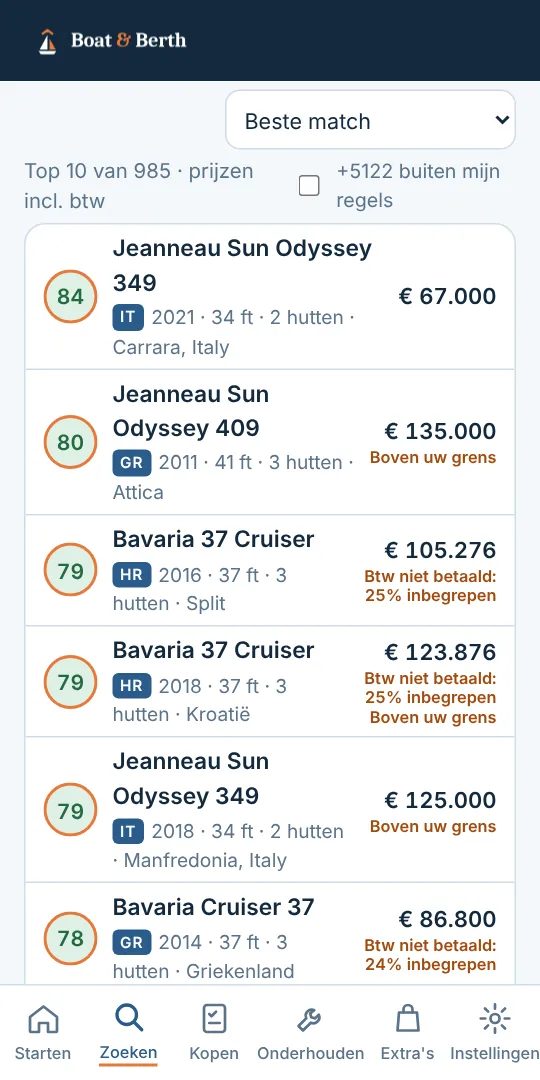 Boat & Berth
Beste match
Top 10 van 985 · prijzen
incl. btw
+5122 buiten mijn
regels
84
Jeanneau Sun Odyssey
349
IT 2021 · 34 ft · 2 hutten ·
Carrara, Italy
€ 67.000
80
Jeanneau Sun
Odyssey 409
GR 2011 · 41 ft · 3 hutten ·
Attica
€ 135.000
Boven uw grens
79
Bavaria 37 Cruiser
HR 2016 · 37 ft · 3
hutten · Split
€ 105.276
Btw niet betaald:
25% inbegrepen
79
Bavaria 37 Cruiser
HR 2018 · 37 ft · 3
hutten · Kroatië
€ 123.876
Btw niet betaald:
25% inbegrepen
Boven uw grens
79
Jeanneau Sun
Odyssey 349
IT 2018 · 34 ft · 2 hutten
· Manfredonia, Italy
€ 125.000
Boven uw grens
78
Bavaria Cruiser 37
GR 2014 · 37 ft · 3
hutten · Griekenland
€ 86.800
Btw niet betaald:
24% inbegrepen
Starten
Zoeken
Kopen
Onderhouden
Extra's
Instellingen